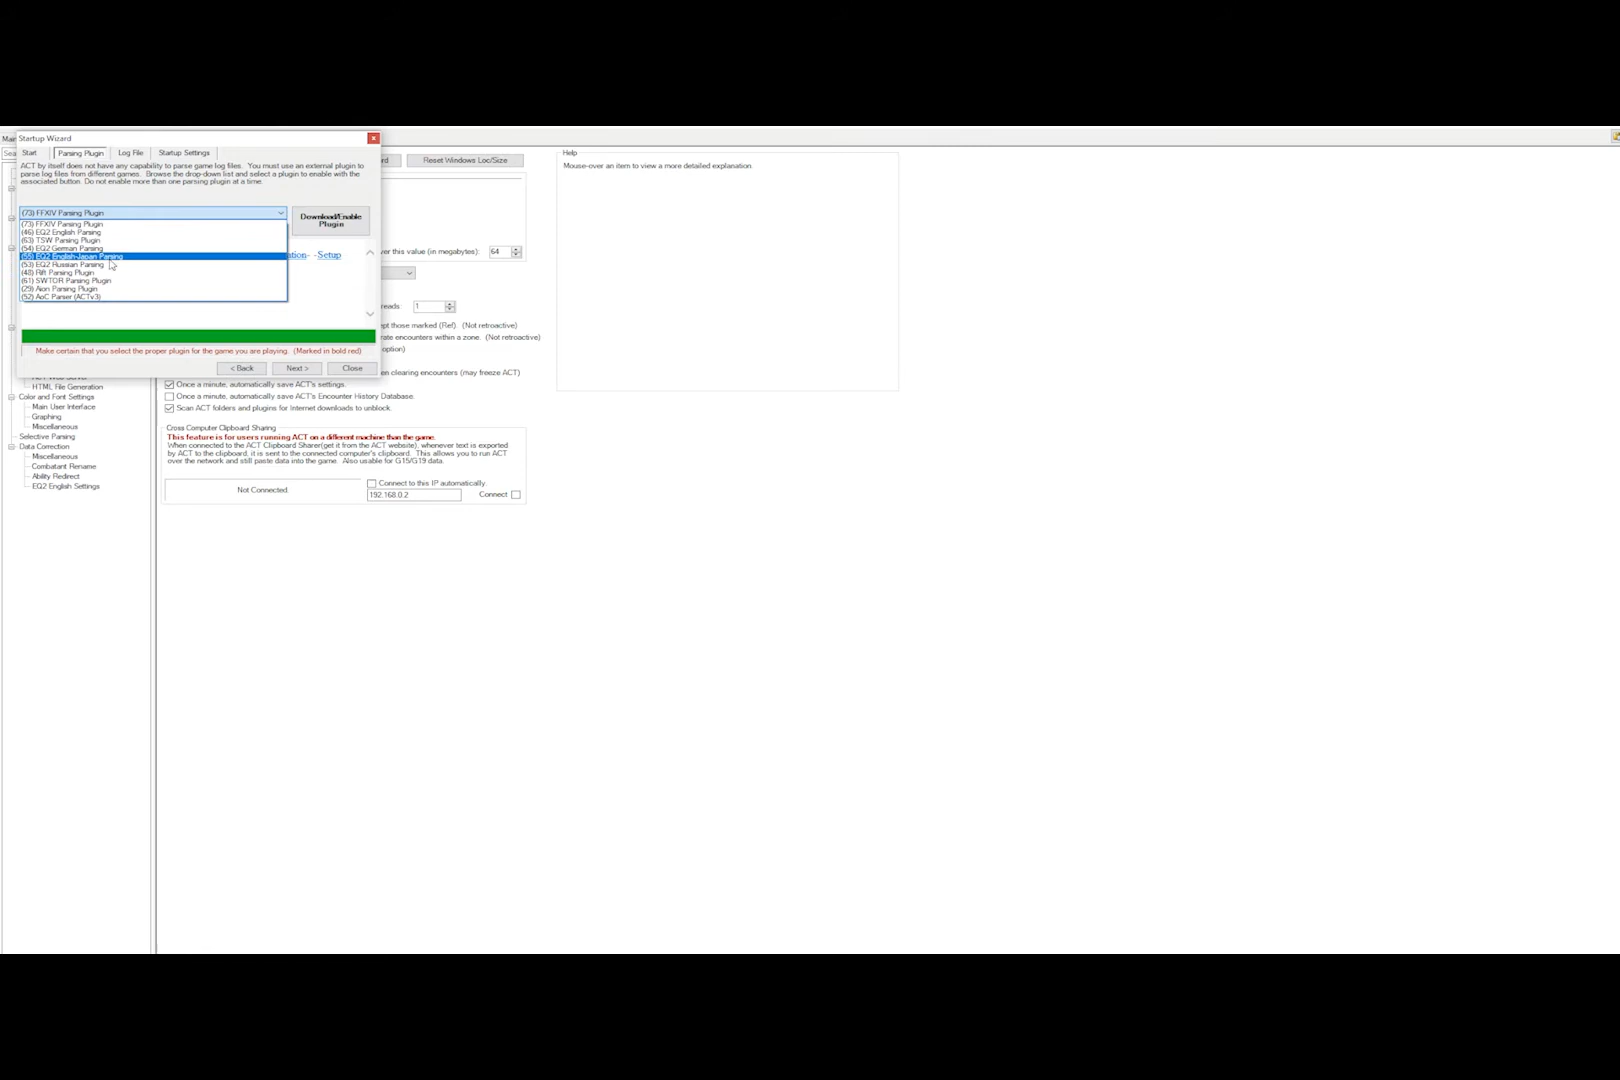 Startup Wizard
Start
Parsing Plugin
Log File
Startup Settings
ACT by itself does not have any capability to parse game log files. You must use an external plugin to
parse log files from different games. Browse the drop-down list and select a plugin to enable with the
associated button. Do not enable more than one parsing plugin at a time.
(73) FFXIV Parsing Plugin
Download/Enable
Plugin
(73) FFXIV Parsing Plugin
(46) EQ2 English Parsing
(63) TSW Parsing Plugin
(54) EQ2 German Parsing
(55) EQ2 English-Japan Parsing
(53) EQ2 Russian Parsing
(48) Rift Parsing Plugin
(61) SWTOR Parsing Plugin
(29) Aion Parsing Plugin
(52) AoC Parser (ACTv3)
ation- -Setup
Make certain that you select the proper plugin for the game you are playing. (Marked in bold red)
< Back
Next >
Close
Reset Windows Loc/Size
ver this value (in megabytes):
64
reads:
1
ept those marked (Ref). (Not retroactive)
rate encounters within a zone. (Not retroactive)
option)
en clearing encounters (may freeze ACT)
Once a minute, automatically save ACT's settings.
Once a minute, automatically save ACT's Encounter History Database.
Scan ACT folders and plugins for Internet downloads to unblock.
Cross Computer Clipboard Sharing
This feature is for users running ACT on a different machine than the game.
When connected to the ACT Clipboard Sharer(get it from the ACT website), whenever text is exported
by ACT to the clipboard, it is sent to the connected computer's clipboard. This allows you to run ACT
over the network and still paste data into the game. Also usable for G15/G19 data.
Not Connected.
Connect to this IP automatically.
192.168.0.2
Connect
Help
Mouse-over an item to view a more detailed explanation.
HTML File Generation
Color and Font Settings
Main User Interface
Graphing
Miscellaneous
Selective Parsing
Data Correction
Miscellaneous
Combatant Rename
Ability Redirect
EQ2 English Settings